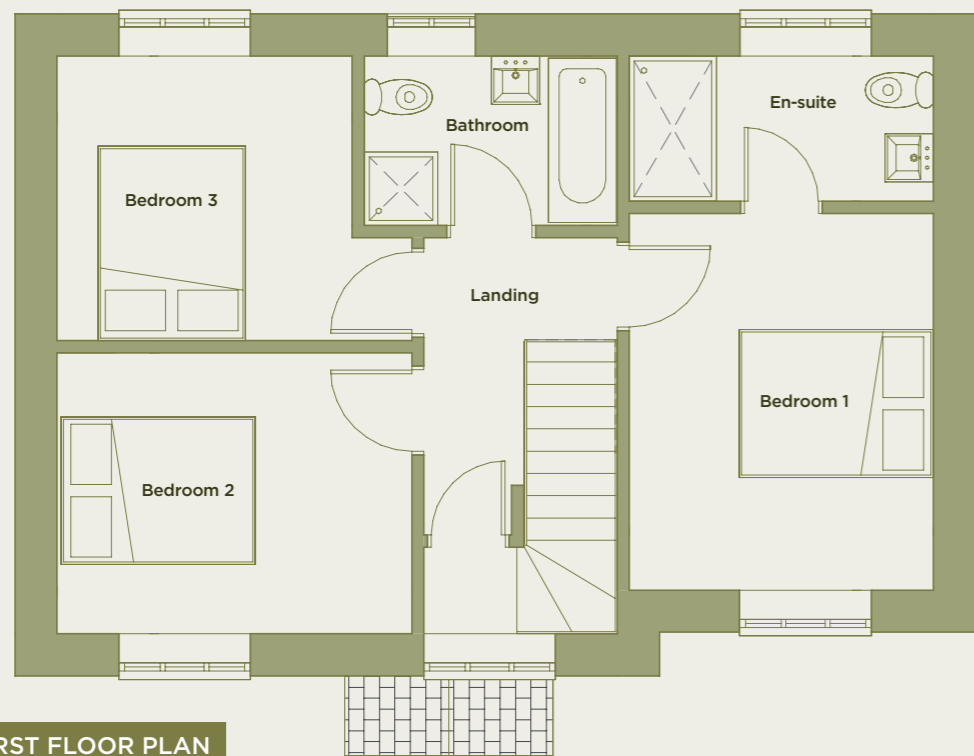 Bathroom
En-suite
Bedroom 3
Landing
Bedroom 1
Bedroom 2
RST FLOOR PLAN